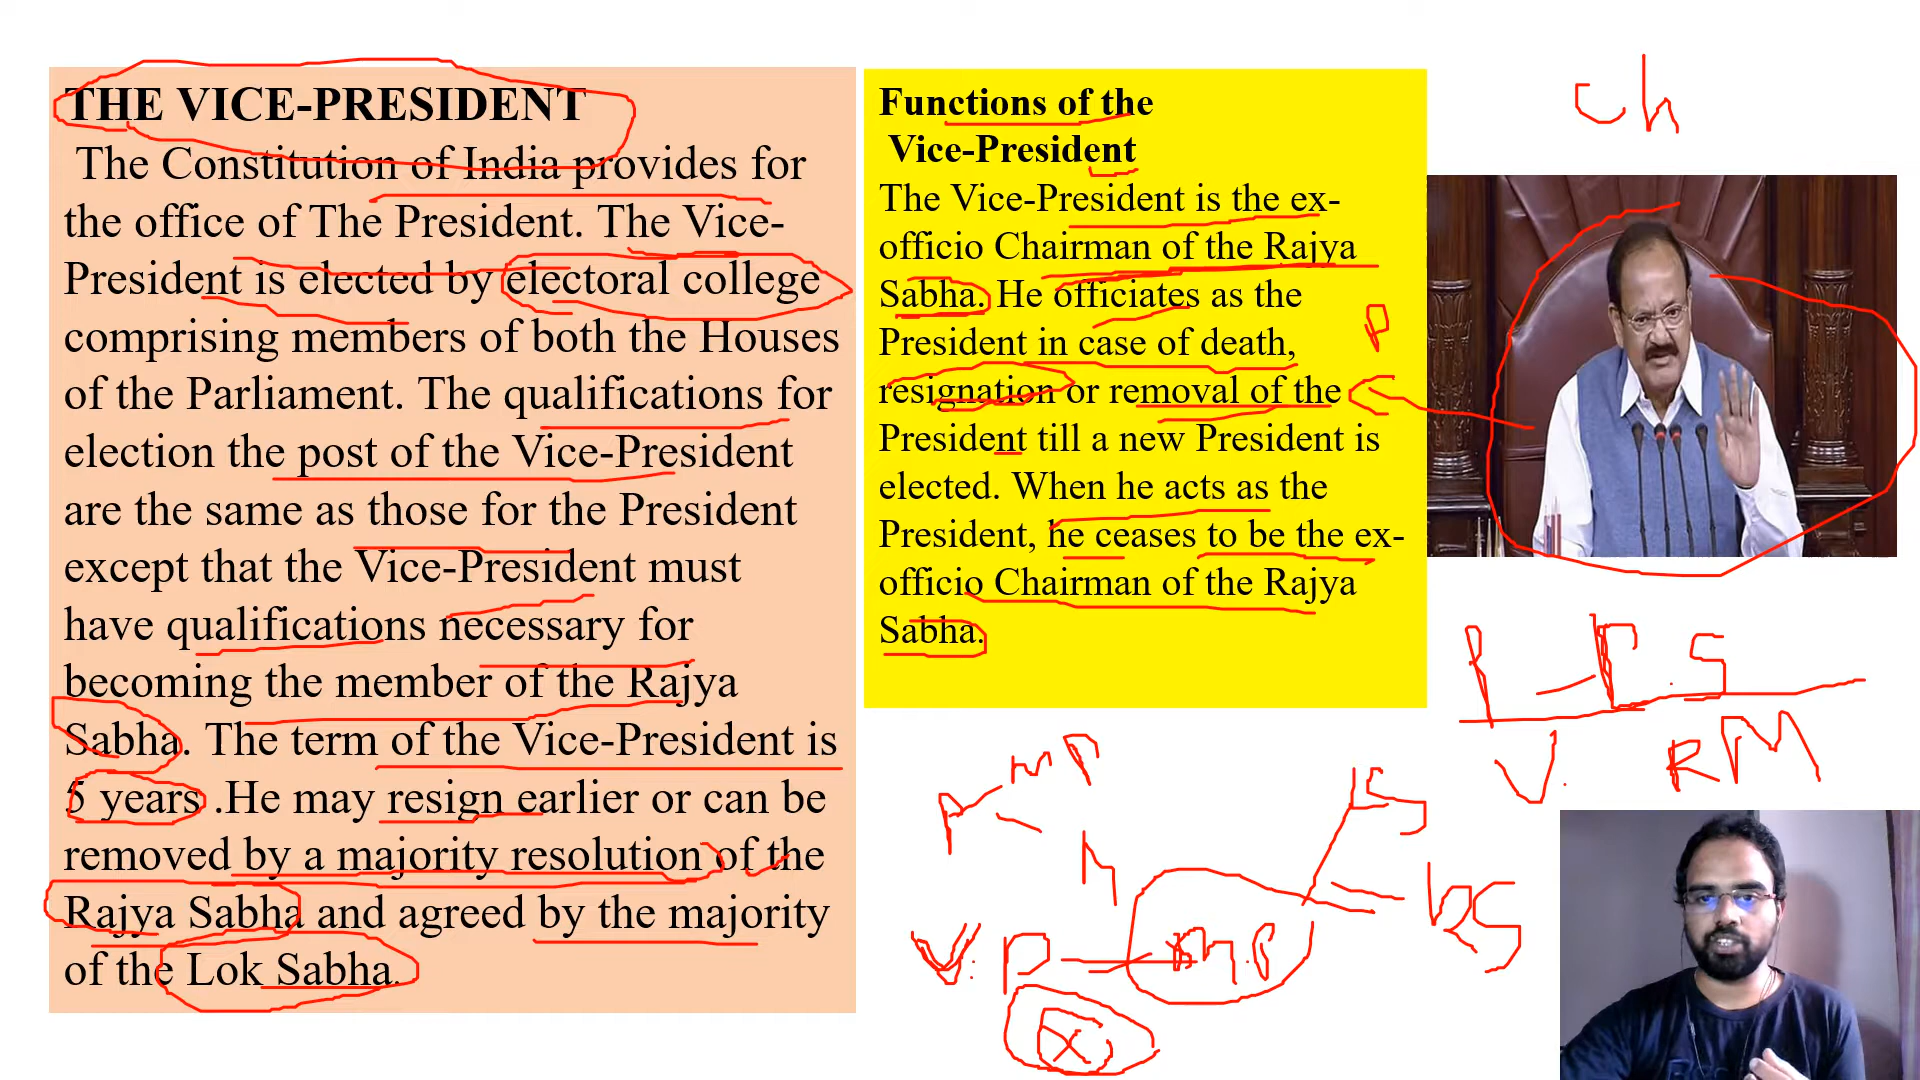 THE VICE-PRESIDENT
The Constitution of India provides for
the office of The President. The Vice-
President is elected by electoral college
comprising members of both the Houses
of the Parliament. The qualifications for
election the post of the Vice-President
are the same as those for the President
except that the Vice-President must
have qualifications necessary for
becoming the member of the Rajya
Sabha. The term of the Vice-President is
5 years .He may resign earlier or can be
removed by a majority resolution of the
Rajya Sabha and agreed by the majority
of the Lok Sabha.
Functions of the
Vice-President
The Vice-President is the ex-
officio Chairman of the Rajya
Sabha. He officiates as the
President in case of death,
resignation or removal of the
President till a new President is
elected. When he acts as the
President, he ceases to be the ex-
officio Chairman of the Rajya
Sabha.
ch
P
V. RM
MP
V.P
M.P